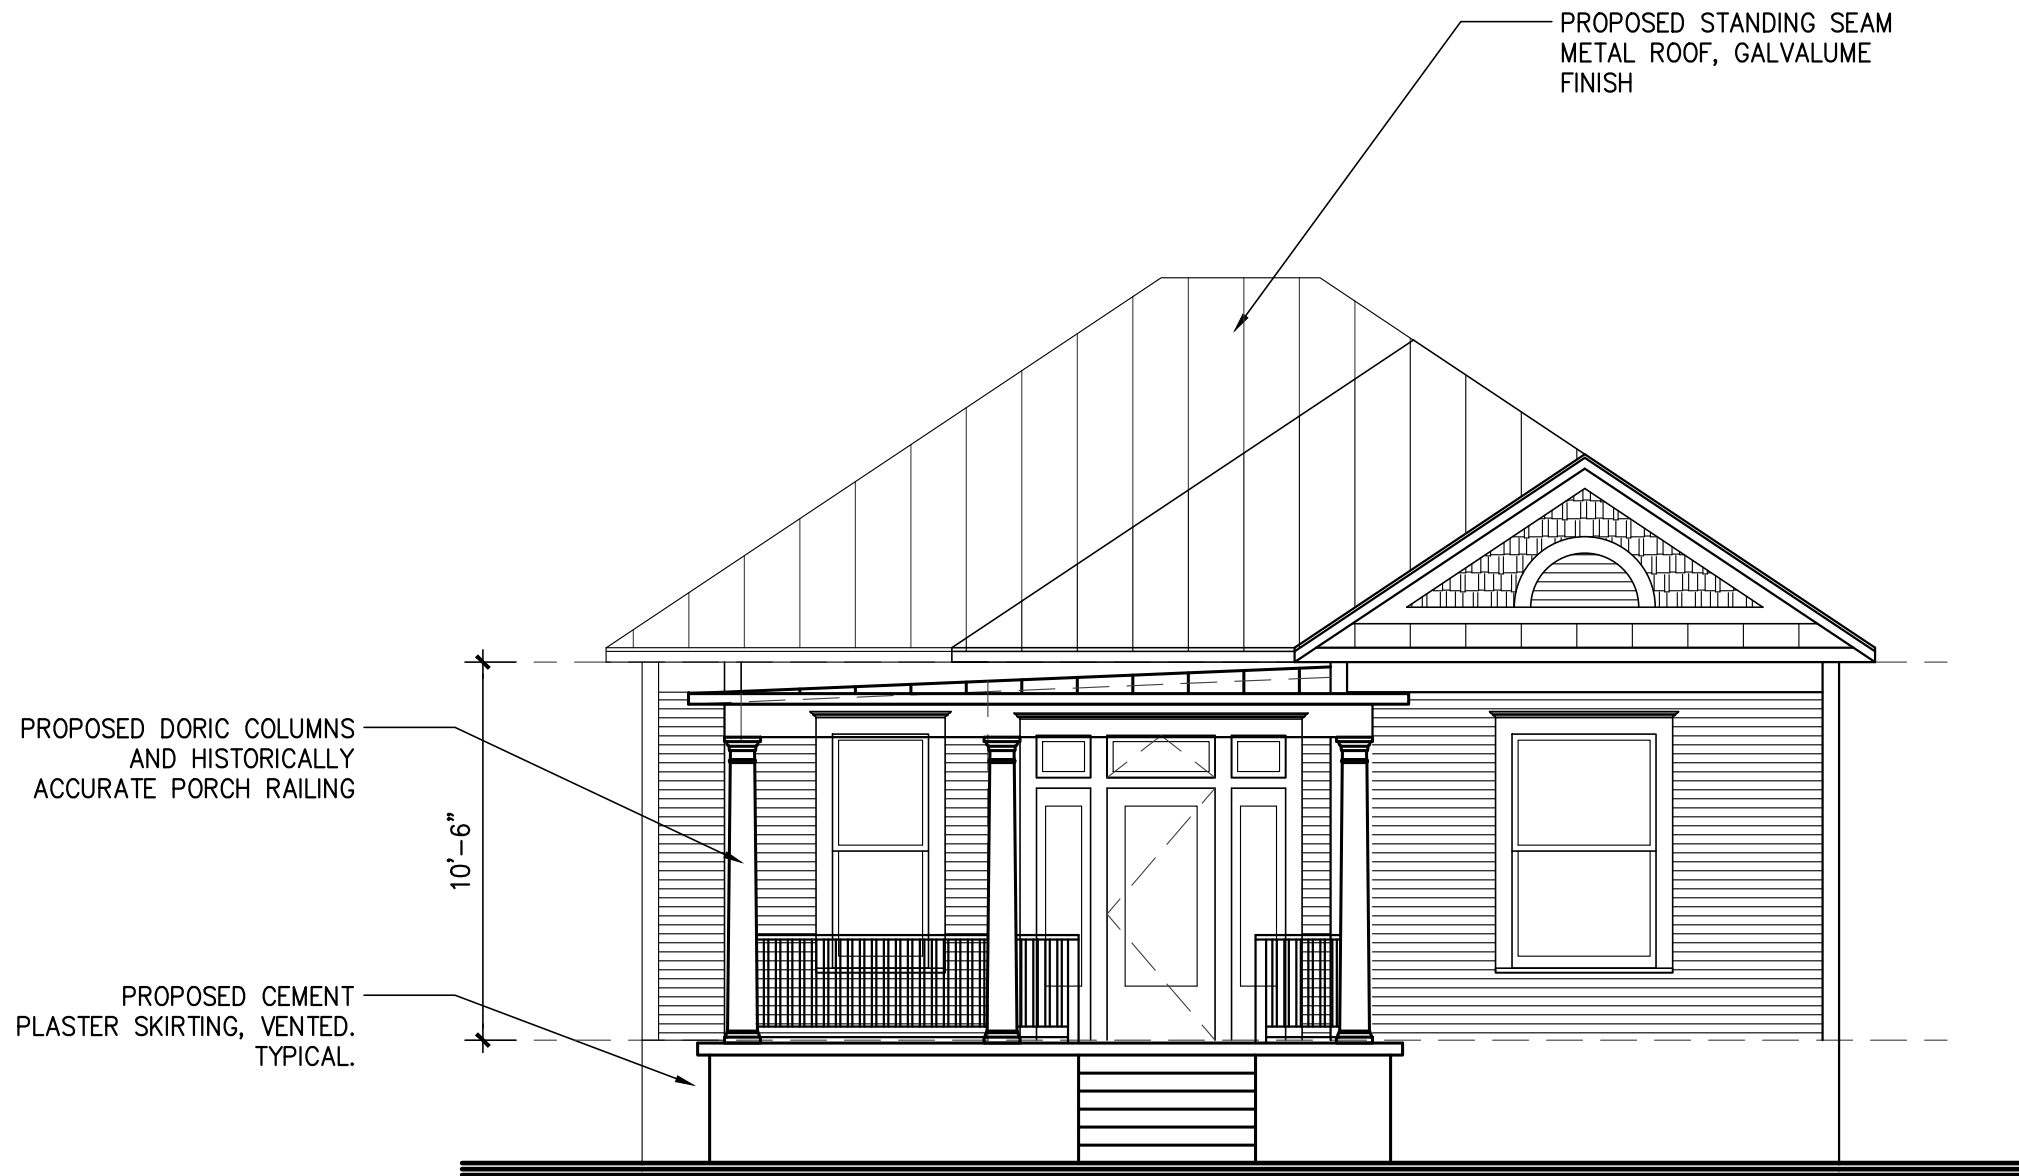 PROPOSED STANDING SEAM
METAL ROOF, GALVALUME
FINISH
PROPOSED DORIC COLUMNS
AND HISTORICALLY
ACCURATE PORCH RAILING
10'-6"
PROPOSED CEMENT
PLASTER SKIRTING, VENTED.
TYPICAL.